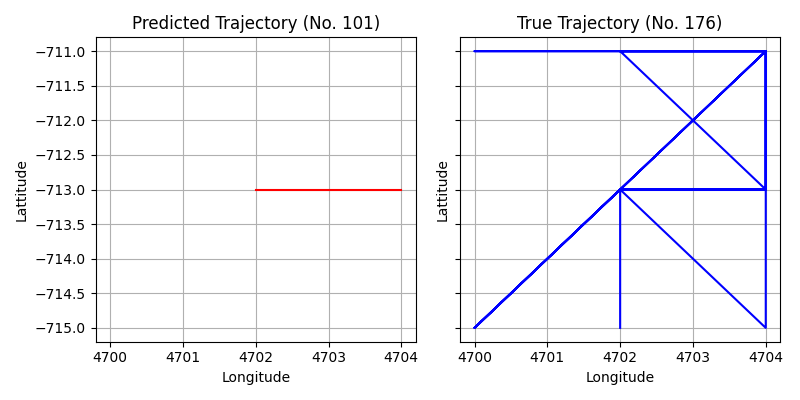 Predicted Trajectory (No. 101)
True Trajectory (No. 176)
Lattitude
−711.0
−711.5
−712.0
−712.5
−713.0
−713.5
−714.0
−714.5
−715.0
4700 4701 4702 4703 4704
Longitude
Lattitude
4700 4701 4702 4703 4704
Longitude